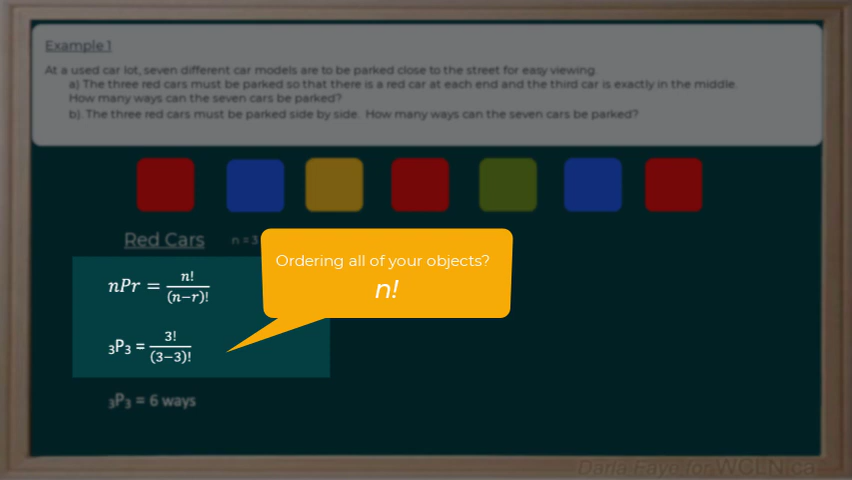 Example 1
At a used car lot, seven different car models are to be parked close to the street for easy viewing.
a) The three red cars must be parked so that there is a red car at each end and the third car is exactly in the middle.
How many ways can the seven cars be parked?
b). The three red cars must be parked side by side. How many ways can the seven cars be parked?
Red Cars n = 3
Ordering all of your objects?
n!
nPr = n!/(n−r)!
₃P₃ = 3!/(3−3)!
₃P₃ = 6 ways
Darla Faye for WCLN.ca